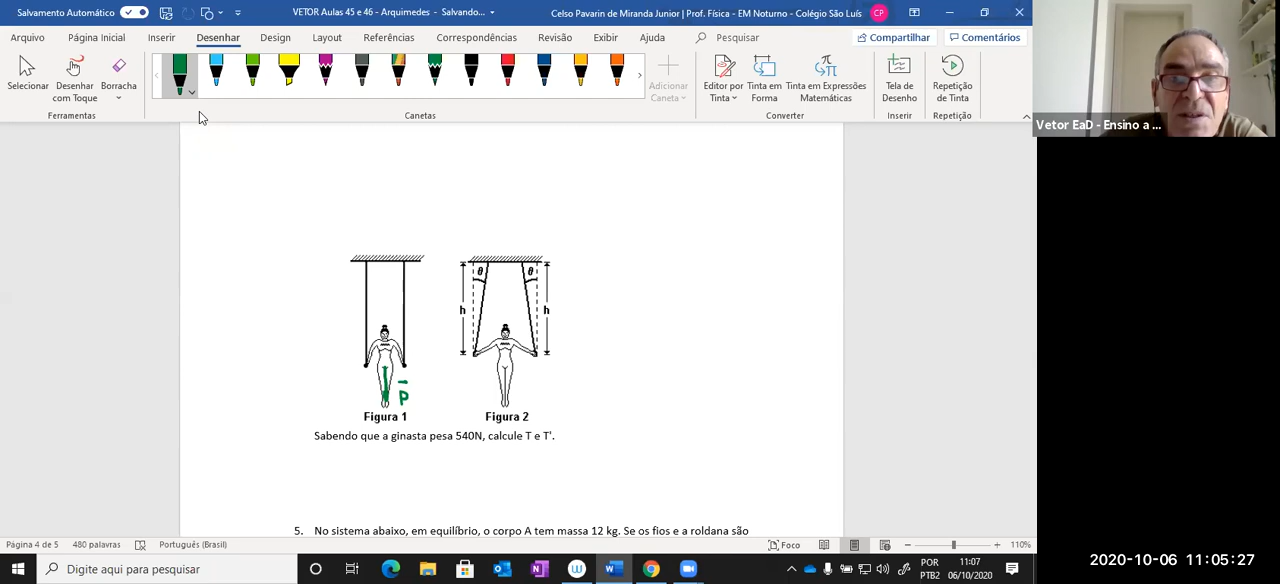 Salvamento Automático
VETOR Aulas 45 e 46 - Arquimedes - Salvando...
Celso Pavarin de Miranda Junior | Prof. Física - EM Noturno - Colégio São Luís
CP
Arquivo Página Inicial Inserir Desenhar Design Layout Referências Correspondências Revisão Exibir Ajuda Pesquisar Compartilhar Comentários
Selecionar
Desenhar com Toque
Borracha
Adicionar Caneta
Editor por Tinta
Tinta em Forma
Tinta em Expressões Matemáticas
Tela de Desenho
Repetição de Tinta
Ferramentas Canetas Converter Inserir Repetição
Vetor EaD - Ensino a ...
θ θ
h h
P
Figura 1 Figura 2
Sabendo que a ginasta pesa 540N, calcule T e T'.
5. No sistema abaixo, em equilíbrio, o corpo A tem massa 12 kg. Se os fios e a roldana são
Página 4 de 5 480 palavras Português (Brasil) Foco 110%
Digite aqui para pesquisar
POR
PTB2
11:07
06/10/2020
2020-10-06 11:05:27